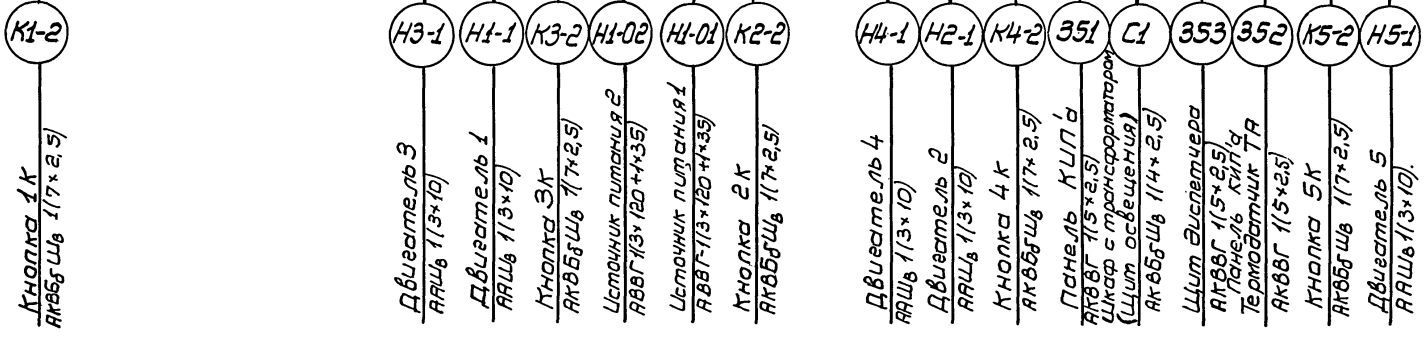 К1-2
Н3-1
Н1-1
К3-2
Н1-02
Н1-01
К2-2
Н4-1
Н2-1
К4-2
351
С1
353
352
К5-2
Н5-1
Кнопка 1К
АКВБбШв 1(7×2,5)
Двигатель 3
ААШв 1(3×10)
Двигатель 1
ААШв 1(3×10)
Кнопка 3К
АКВБбШв 1(7×2,5)
Источник питания 2
АВВГ1(3×120+1×35)
Источник питания 1
АВВГ-1(3×120+1×35)
Кнопка 2К
АКВБбШв 1(7×2,5)
Двигатель 4
ААШв 1(3×10)
Двигатель 2
ААШв 1(3×10)
Кнопка 4К
АКВБбШв 1(7×2,5)
Панель КИП'а
АКВВГ 1(5×2,5)
Шкаф с трансформатором
(Щит освещения)
АКВБбШв 1(4×2,5)
Щит диспетчера
АКВВГ 1(5×2,5)
Панель КИП'а
Термодатчик ТА
АКВВГ 1(5×2,5)
Кнопка 5К
АКВБбШв 1(7×2,5)
Двигатель 5
ААШв 1(3×10).